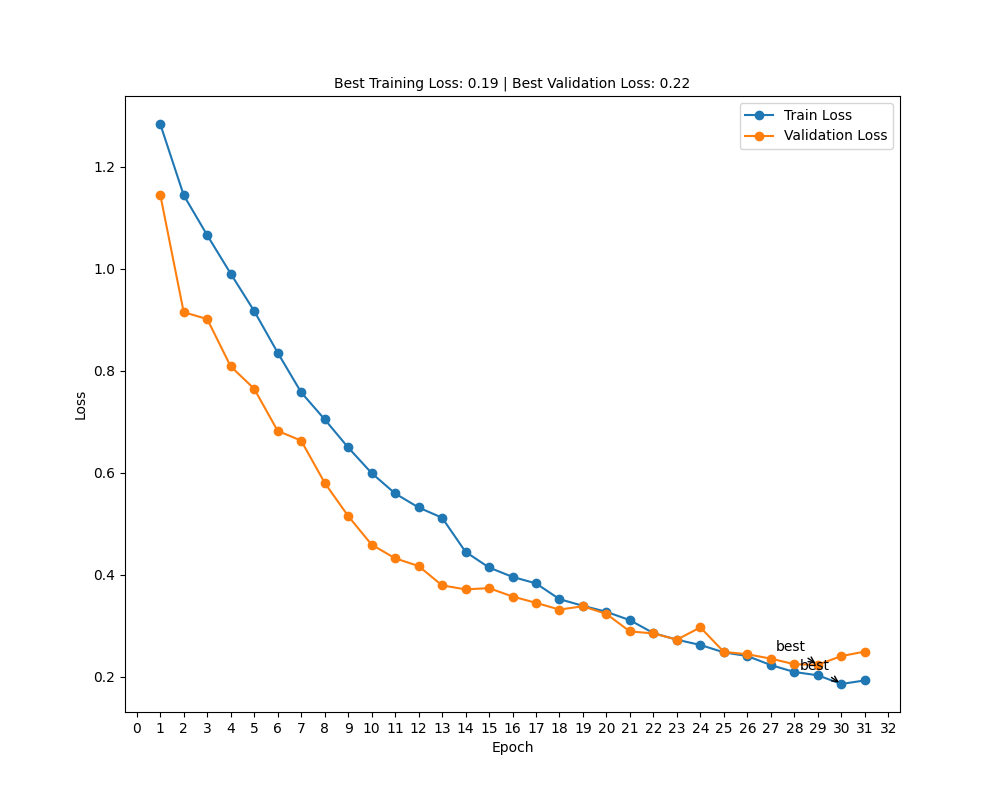 Best Training Loss: 0.19 | Best Validation Loss: 0.22
Train Loss
Validation Loss
1.2
1.0
0.8
0.6
0.4
0.2
Loss
best
best
0 1 2 3 4 5 6 7 8 9 10 11 12 13 14 15 16 17 18 19 20 21 22 23 24 25 26 27 28 29 30 31 32
Epoch